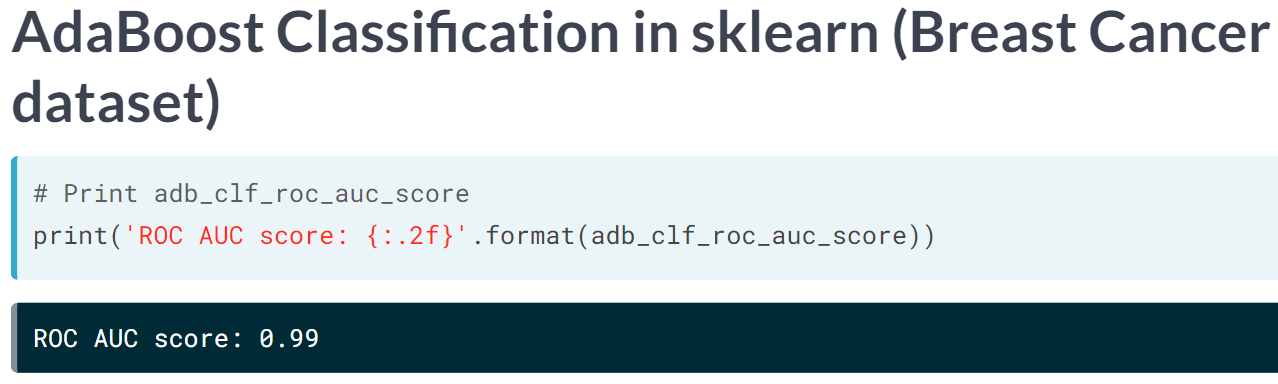 AdaBoost Classification in sklearn (Breast Cancer
dataset)
# Print adb_clf_roc_auc_score
print('ROC AUC score: {:.2f}'.format(adb_clf_roc_auc_score))
ROC AUC score: 0.99